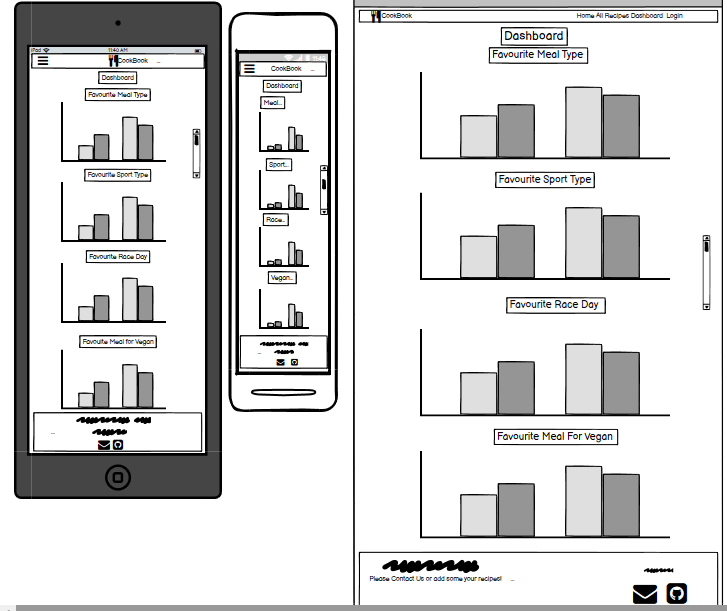 iPad 11:40 AM
CookBook ...
Dashboard
Favourite Meal Type
Favourite Sport Type
Favourite Race Day
Favourite Meal for Vegan
...
CookBook ...
Dashboard
Meal...
Sport...
Race...
Vegan...
...
CookBook Home All Recipes Dashboard Login
Dashboard
Favourite Meal Type
Favourite Sport Type
Favourite Race Day
Favourite Meal For Vegan
Please Contact Us or add some your recipes! ...